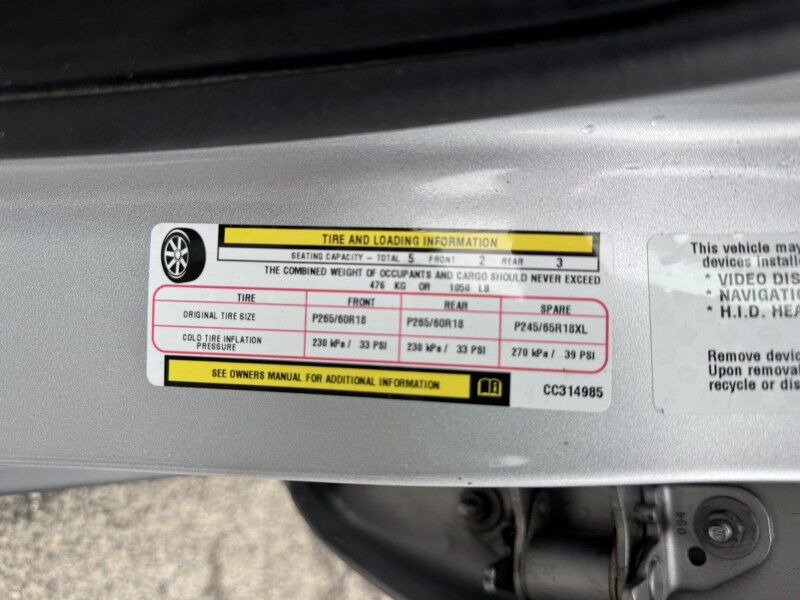 TIRE AND LOADING INFORMATION
SEATING CAPACITY - TOTAL 5 FRONT 2 REAR 3
THE COMBINED WEIGHT OF OCCUPANTS AND CARGO SHOULD NEVER EXCEED
476 KG OR 1050 LB
TIRE FRONT REAR SPARE
ORIGINAL TIRE SIZE P265/60R18 P265/60R18 P245/65R18XL
COLD TIRE INFLATION PRESSURE 230 kPa / 33 PSI 230 kPa / 33 PSI 270 kPa / 39 PSI
SEE OWNERS MANUAL FOR ADDITIONAL INFORMATION
CC314985
This vehicle may
devices installe
* VIDEO DIS
* NAVIGATIO
* H.I.D. HEA
Remove devic
Upon removal
recycle or dis
094